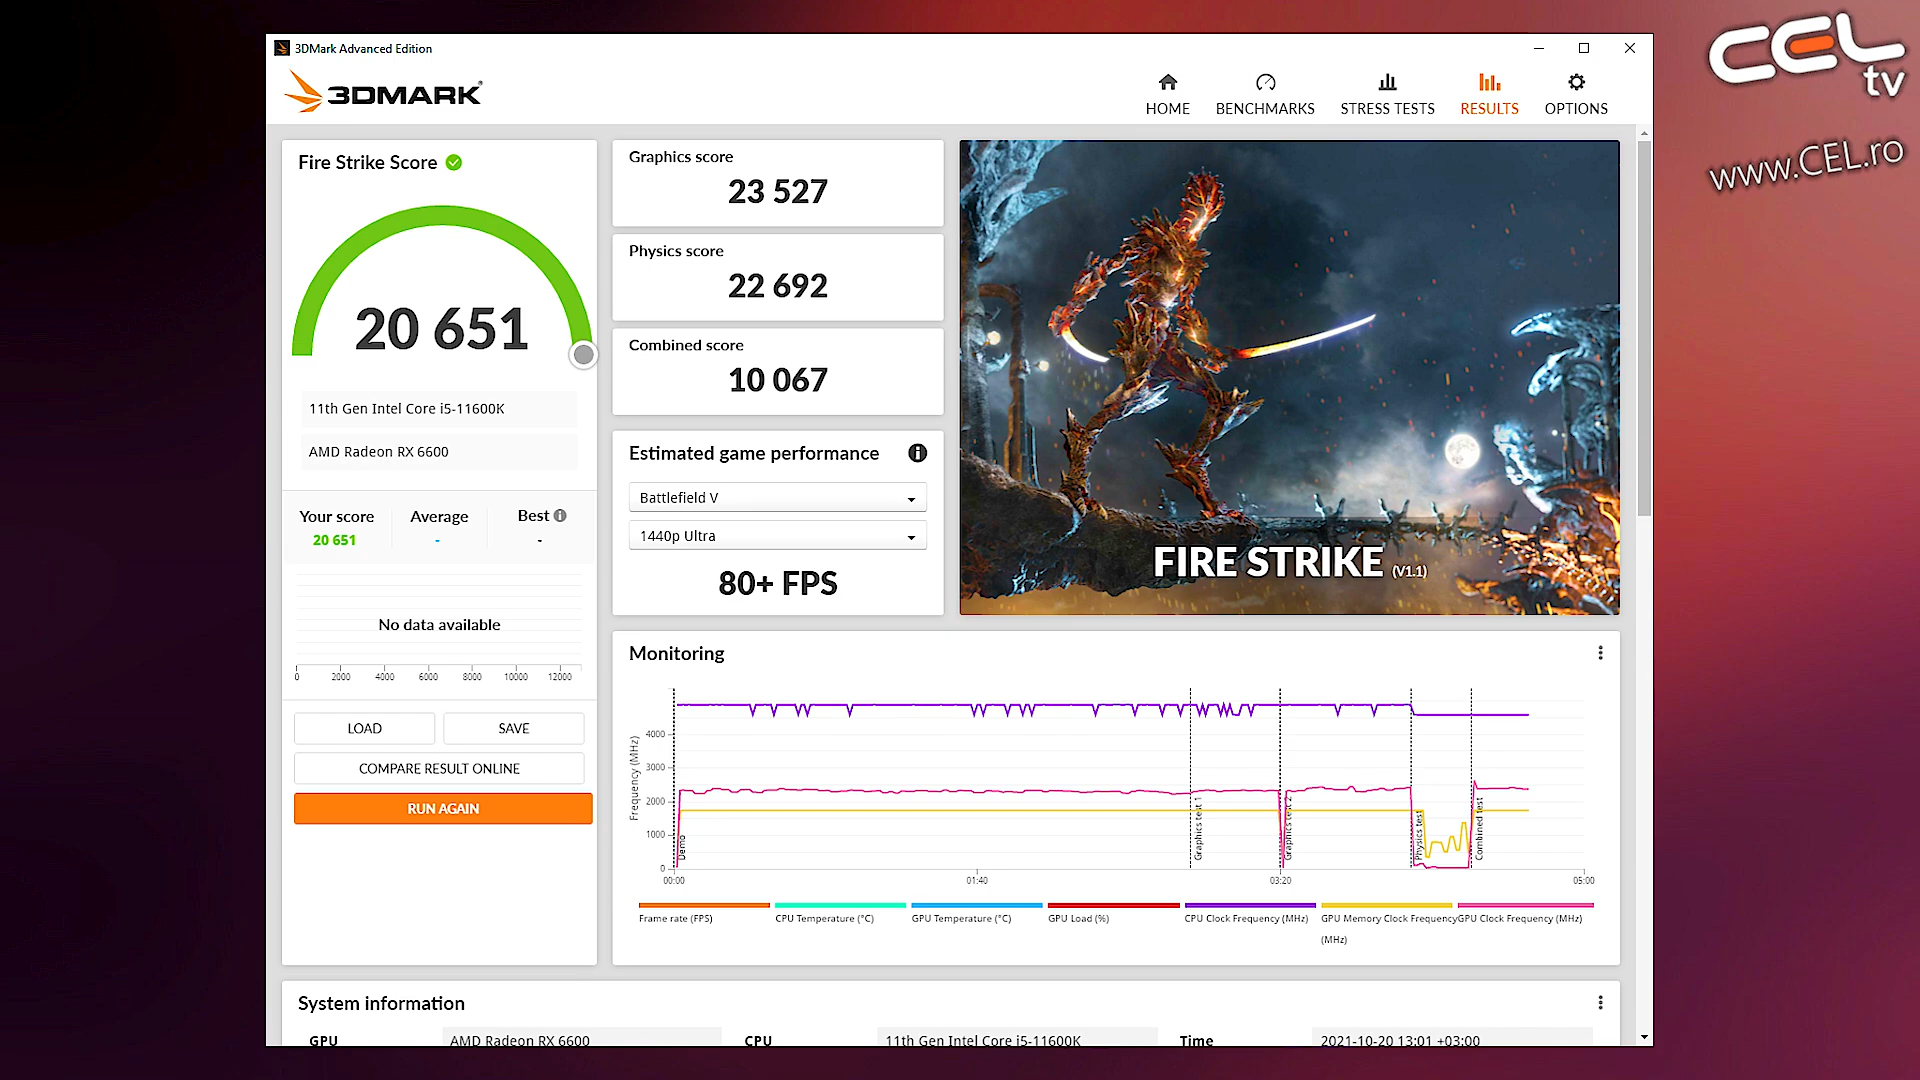 3DMark Advanced Edition
3DMARK
HOME
BENCHMARKS
STRESS TESTS
RESULTS
OPTIONS
CEL
tv
www.CEL.ro
Fire Strike Score
20 651
11th Gen Intel Core i5-11600K
AMD Radeon RX 6600
Your score
Average
Best
20 651
-
-
No data available
0 2000 4000 6000 8000 10000 12000
LOAD
SAVE
COMPARE RESULT ONLINE
RUN AGAIN
Graphics score
23 527
Physics score
22 692
Combined score
10 067
Estimated game performance
Battlefield V
1440p Ultra
80+ FPS
FIRE STRIKE (V1.1)
Monitoring
Frequency (MHz)
4000
3000
2000
1000
0
Demo
Graphics test 1
Graphics test 2
Physics test
Combined test
00:00 01:40 03:20 05:00
Frame rate (FPS)
CPU Temperature (°C)
GPU Temperature (°C)
GPU Load (%)
CPU Clock Frequency (MHz)
GPU Memory Clock Frequency
(MHz)
GPU Clock Frequency (MHz)
System information
GPU
AMD Radeon RX 6600
CPU
11th Gen Intel Core i5-11600K
Time
2021-10-20 13:01 +03:00